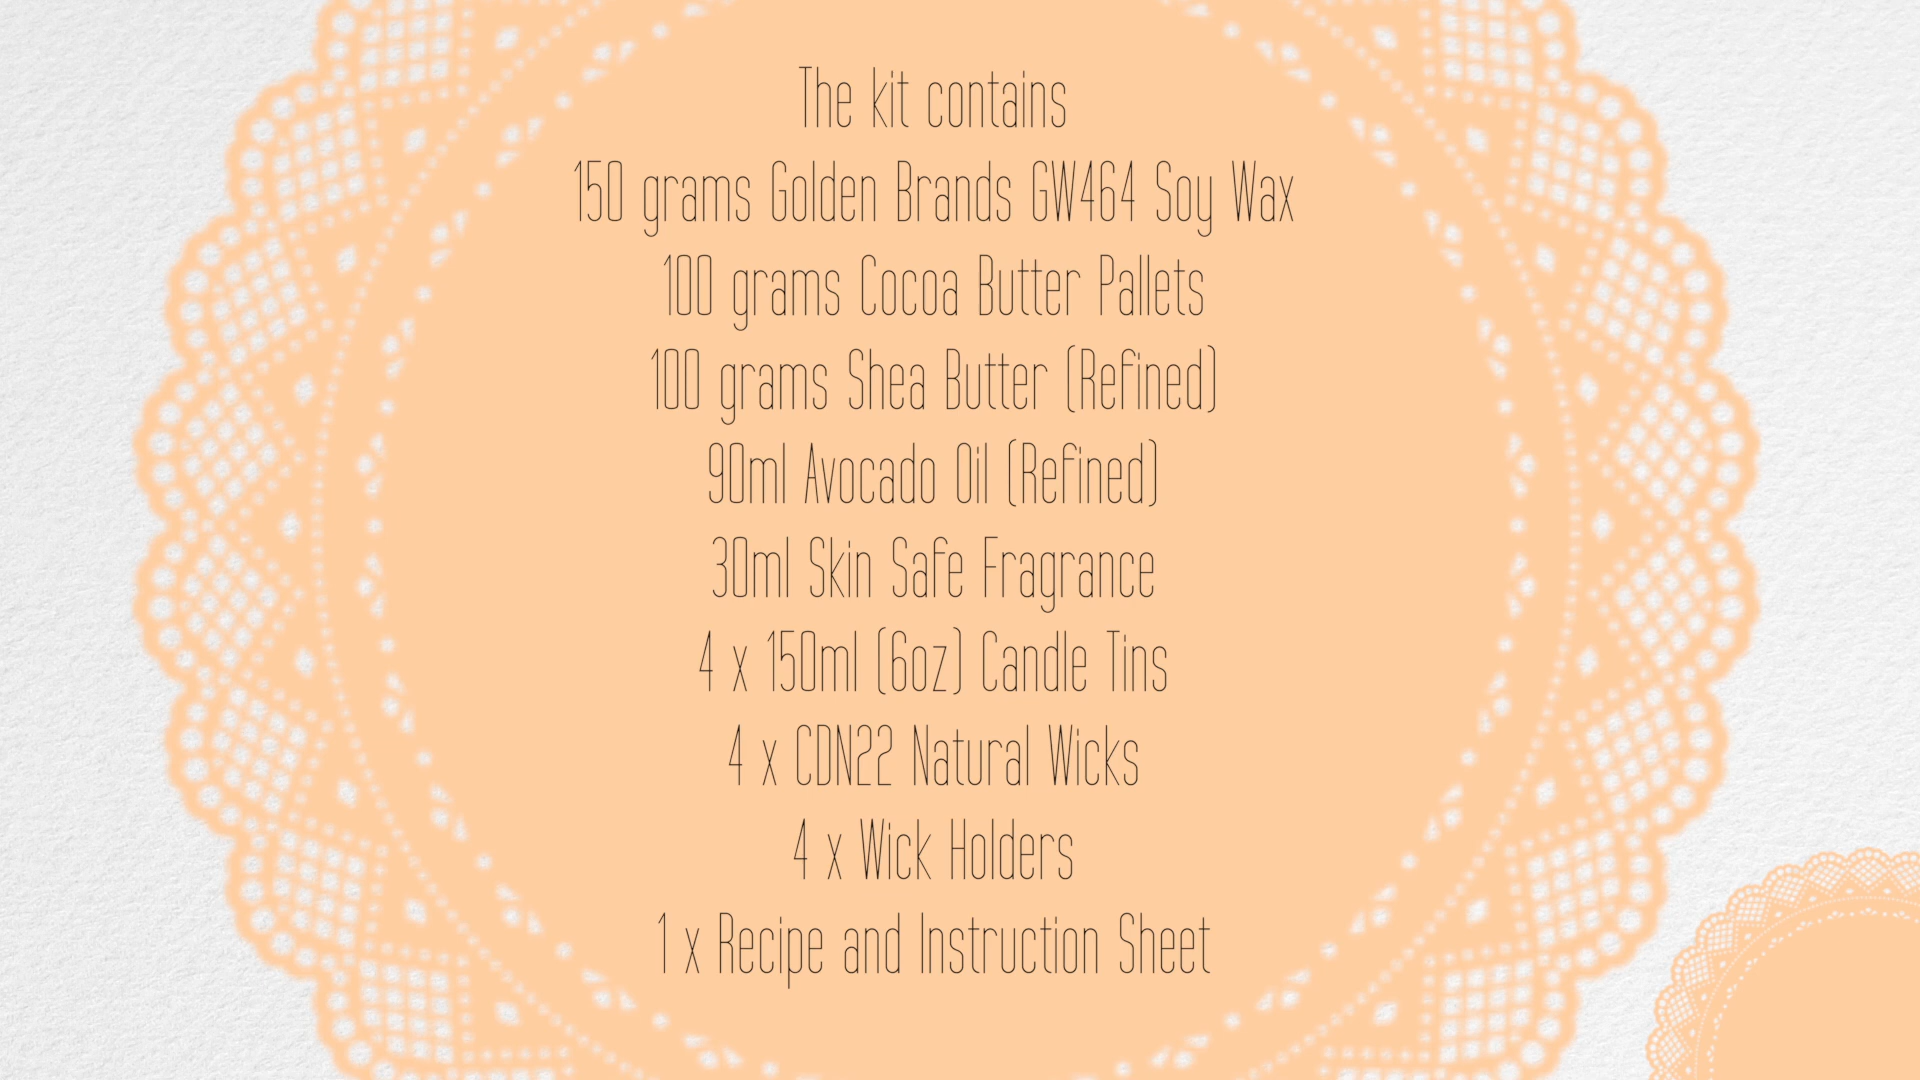 The kit contains
150 grams Golden Brands GW464 Soy Wax
100 grams Cocoa Butter Pallets
100 grams Shea Butter (Refined)
90ml Avocado Oil (Refined)
30ml Skin Safe Fragrance
4 x 150ml (6oz) Candle Tins
4 x CDN22 Natural Wicks
4 x Wick Holders
1 x Recipe and Instruction Sheet